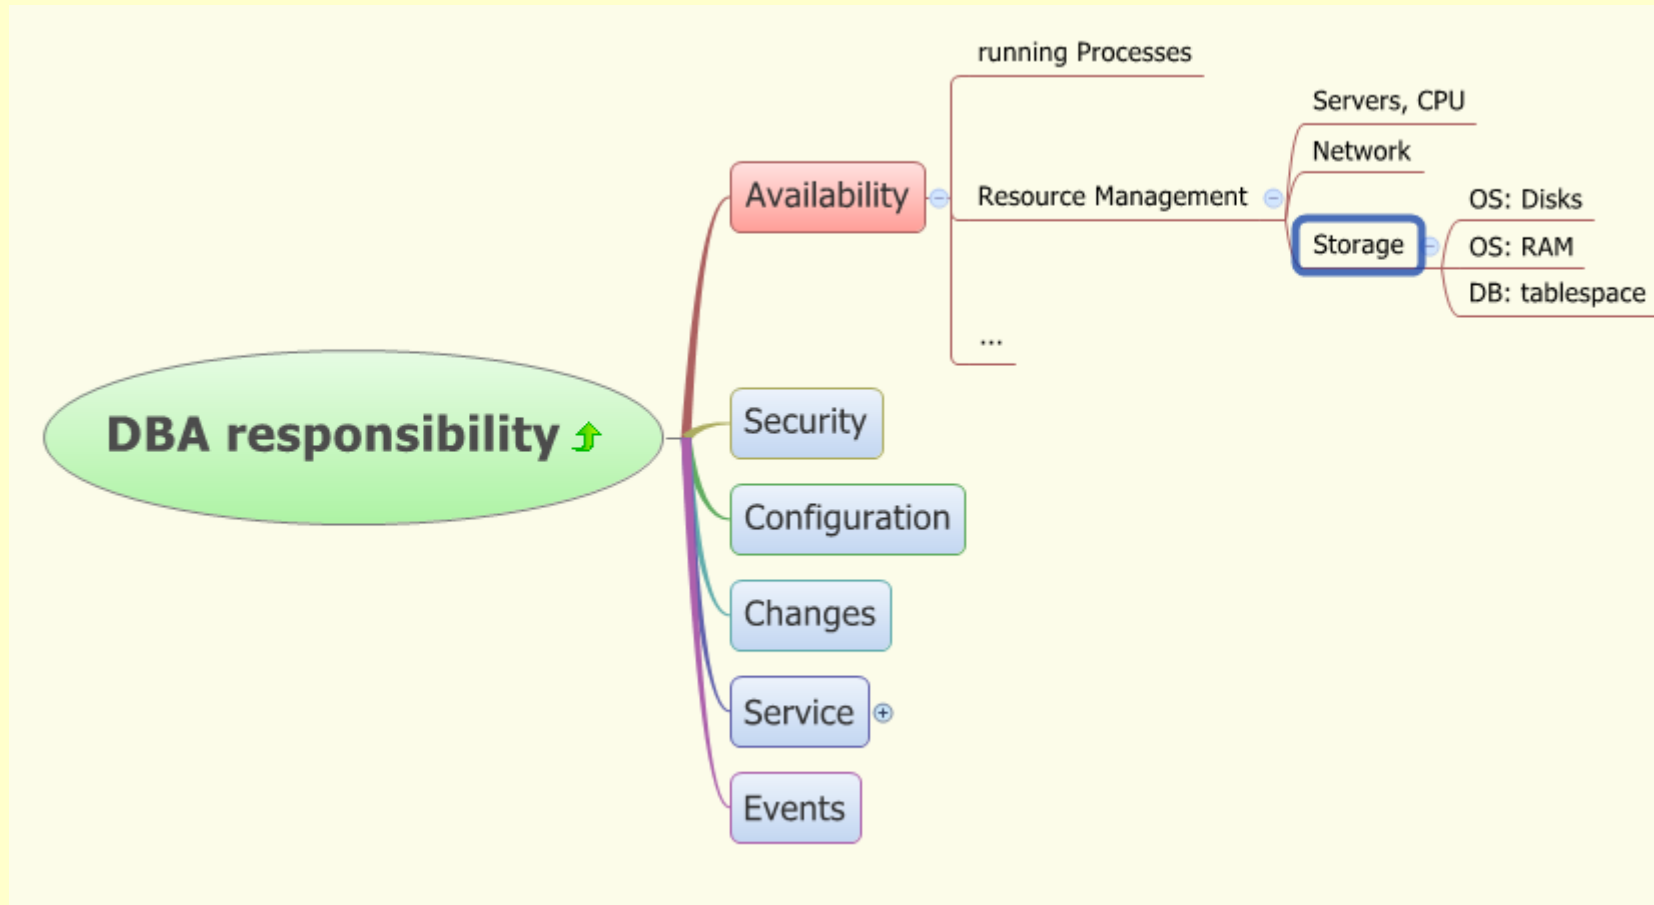 DBA responsibility
Availability
running Processes
Resource Management
Servers, CPU
Network
Storage
OS: Disks
OS: RAM
DB: tablespace
...
Security
Configuration
Changes
Service
Events